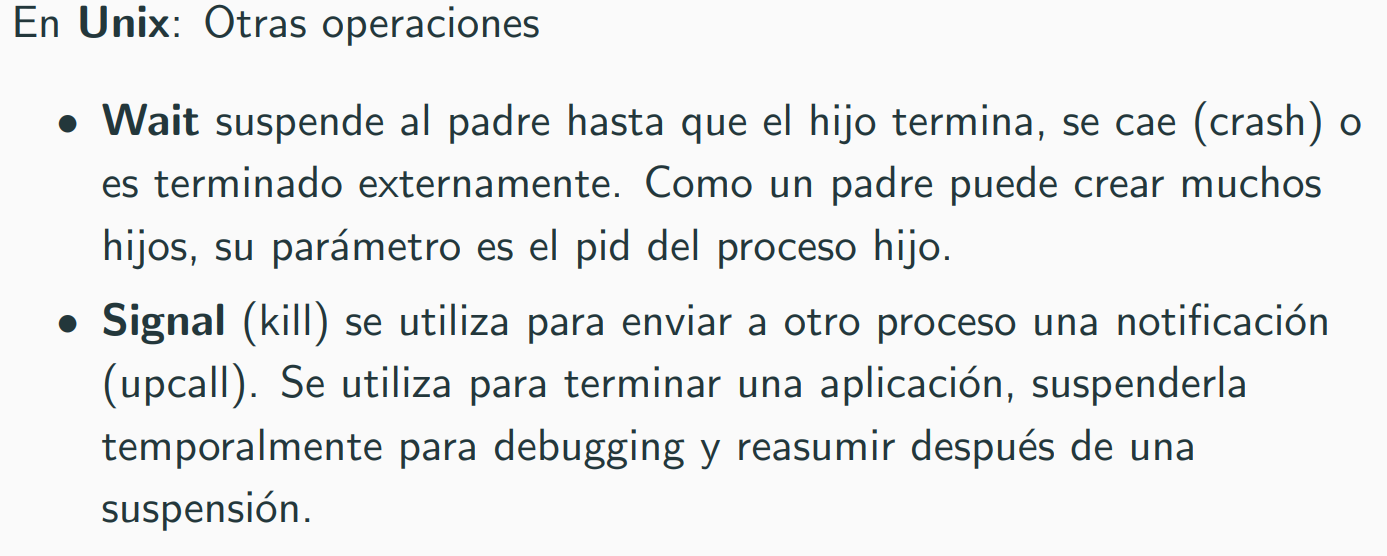 En Unix: Otras operaciones
• Wait suspende al padre hasta que el hijo termina, se cae (crash) o
es terminado externamente. Como un padre puede crear muchos
hijos, su parámetro es el pid del proceso hijo.
• Signal (kill) se utiliza para enviar a otro proceso una notificación
(upcall). Se utiliza para terminar una aplicación, suspenderla
temporalmente para debugging y reasumir después de una
suspensión.